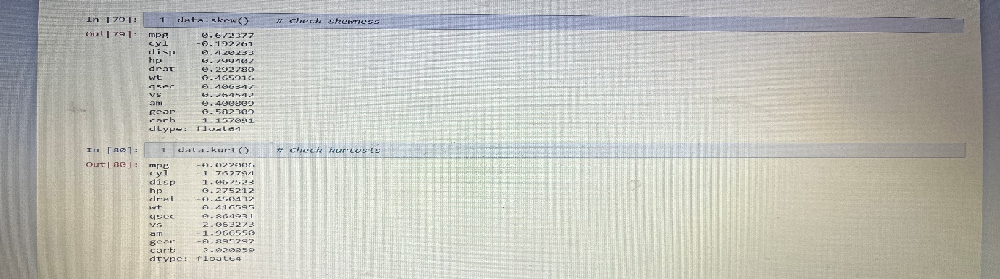 In [79]: 1 data.skew() # Check skewness
Out[79]: mpg 0.672377
cyl -0.192261
disp 0.420233
hp 0.799407
drat 0.292780
wt 0.465916
qsec 0.406347
vs 0.264542
am 0.400809
gear 0.582309
carb 1.157091
dtype: float64
In [80]: 1 data.kurt() # Check kurtosis
Out[80]: mpg -0.022006
cyl -1.762794
disp -1.067523
hp 0.275212
drat -0.450432
wt 0.416595
qsec 0.864931
vs -2.063273
am -1.966550
gear -0.895292
carb 2.020059
dtype: float64